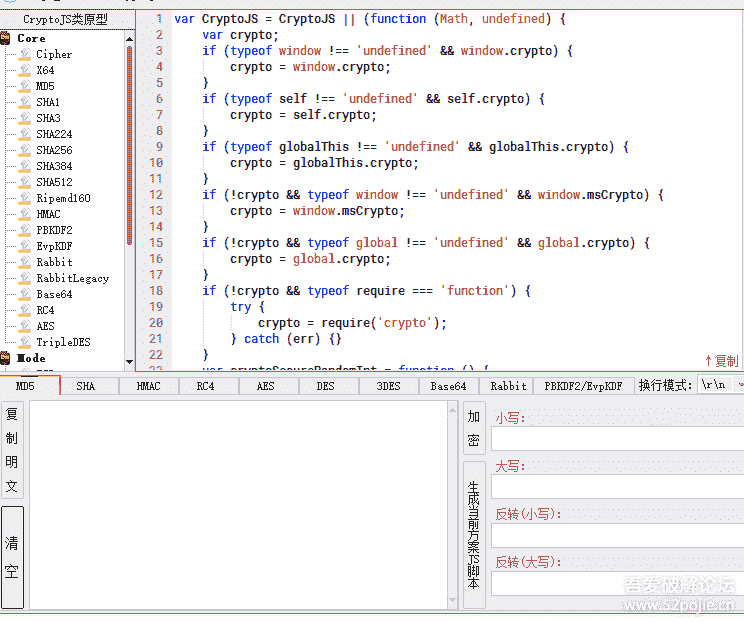 CryptoJS类原型
Core
Cipher
X64
MD5
SHA1
SHA3
SHA224
SHA256
SHA384
SHA512
Ripemd160
HMAC
PBKDF2
EvpKDF
Rabbit
RabbitLegacy
Base64
RC4
AES
TripleDES
Mode
1 var CryptoJS = CryptoJS || (function (Math, undefined) {
2 var crypto;
3 if (typeof window !== 'undefined' && window.crypto) {
4 crypto = window.crypto;
5 }
6 if (typeof self !== 'undefined' && self.crypto) {
7 crypto = self.crypto;
8 }
9 if (typeof globalThis !== 'undefined' && globalThis.crypto) {
10 crypto = globalThis.crypto;
11 }
12 if (!crypto && typeof window !== 'undefined' && window.msCrypto) {
13 crypto = window.msCrypto;
14 }
15 if (!crypto && typeof global !== 'undefined' && global.crypto) {
16 crypto = global.crypto;
17 }
18 if (!crypto && typeof require === 'function') {
19 try {
20 crypto = require('crypto');
21 } catch (err) {}
22 }
23 var cryptoSecureRandomInt = function () {
↑复制
MD5 SHA HMAC RC4 AES DES 3DES Base64 Rabbit PBKDF2/EvpKDF 换行模式: \r\n
复制明文
清空
加密
生成当前方案JS脚本
小写:
大写:
反转(小写):
反转(大写):
吾爱破解论坛
www.52pojie.cn